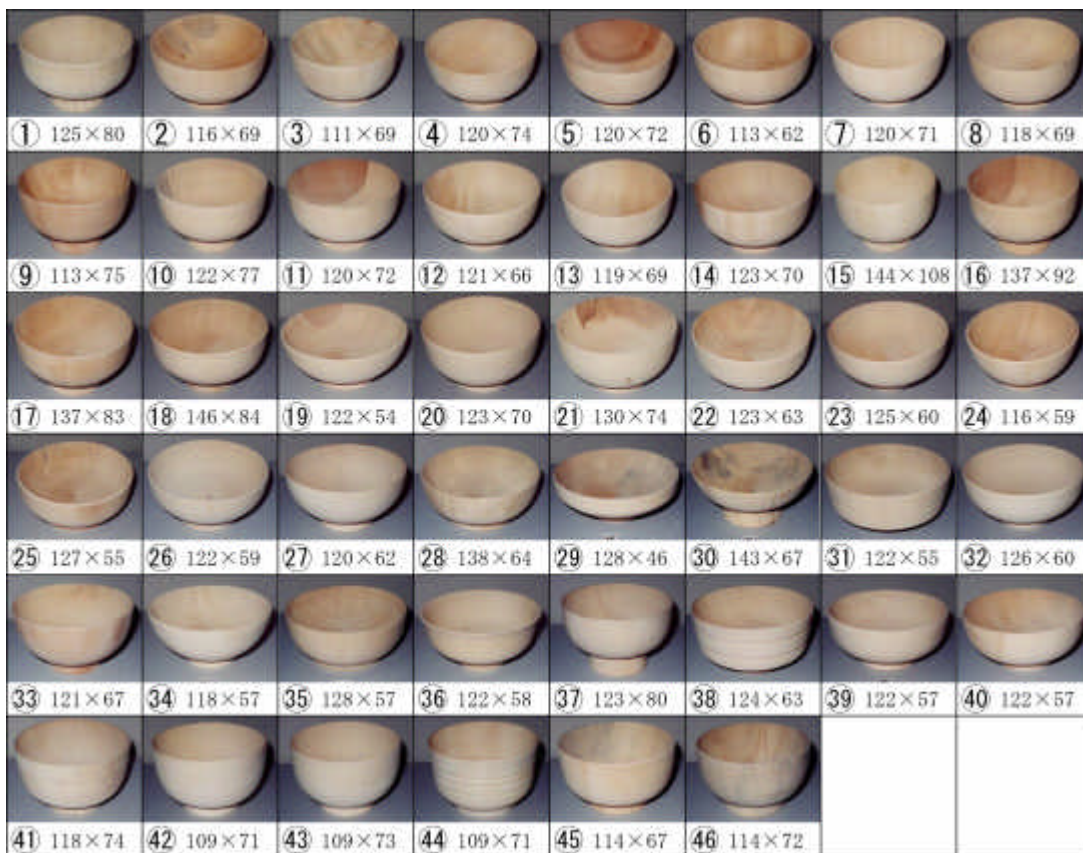 ① 125×80 ② 116×69 ③ 111×69 ④ 120×74 ⑤ 120×72 ⑥ 113×62 ⑦ 120×71 ⑧ 118×69
⑨ 113×75 ⑩ 122×77 ⑪ 120×72 ⑫ 121×66 ⑬ 119×69 ⑭ 123×70 ⑮ 144×108 ⑯ 137×92
⑰ 137×83 ⑱ 146×84 ⑲ 122×54 ⑳ 123×70 ㉑ 130×74 ㉒ 123×63 ㉓ 125×60 ㉔ 116×59
㉕ 127×55 ㉖ 122×59 ㉗ 120×62 ㉘ 138×64 ㉙ 128×46 ㉚ 143×67 ㉛ 122×55 ㉜ 126×60
㉝ 121×67 ㉞ 118×57 ㉟ 128×57 ㊱ 122×58 ㊲ 123×80 ㊳ 124×63 ㊴ 122×57 ㊵ 122×57
㊶ 118×74 ㊷ 109×71 ㊸ 109×73 ㊹ 109×71 ㊺ 114×67 ㊻ 114×72